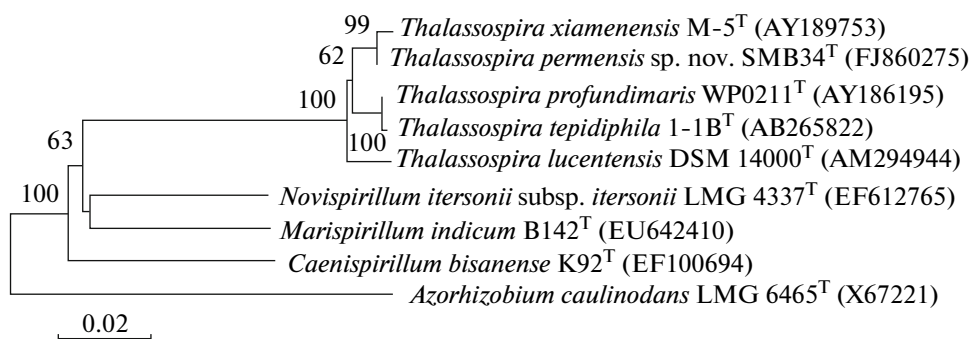 99 Thalassospira xiamenensis M-5ᵀ (AY189753)
62 Thalassospira permensis sp. nov. SMB34ᵀ (FJ860275)
100 Thalassospira profundimaris WP0211ᵀ (AY186195)
100 Thalassospira tepidiphila 1-1Bᵀ (AB265822)
63 Thalassospira lucentensis DSM 14000ᵀ (AM294944)
100 Novispirillum itersonii subsp. itersonii LMG 4337ᵀ (EF612765)
Marispirillum indicum B142ᵀ (EU642410)
Caenispirillum bisanense K92ᵀ (EF100694)
Azorhizobium caulinodans LMG 6465ᵀ (X67221)
0.02